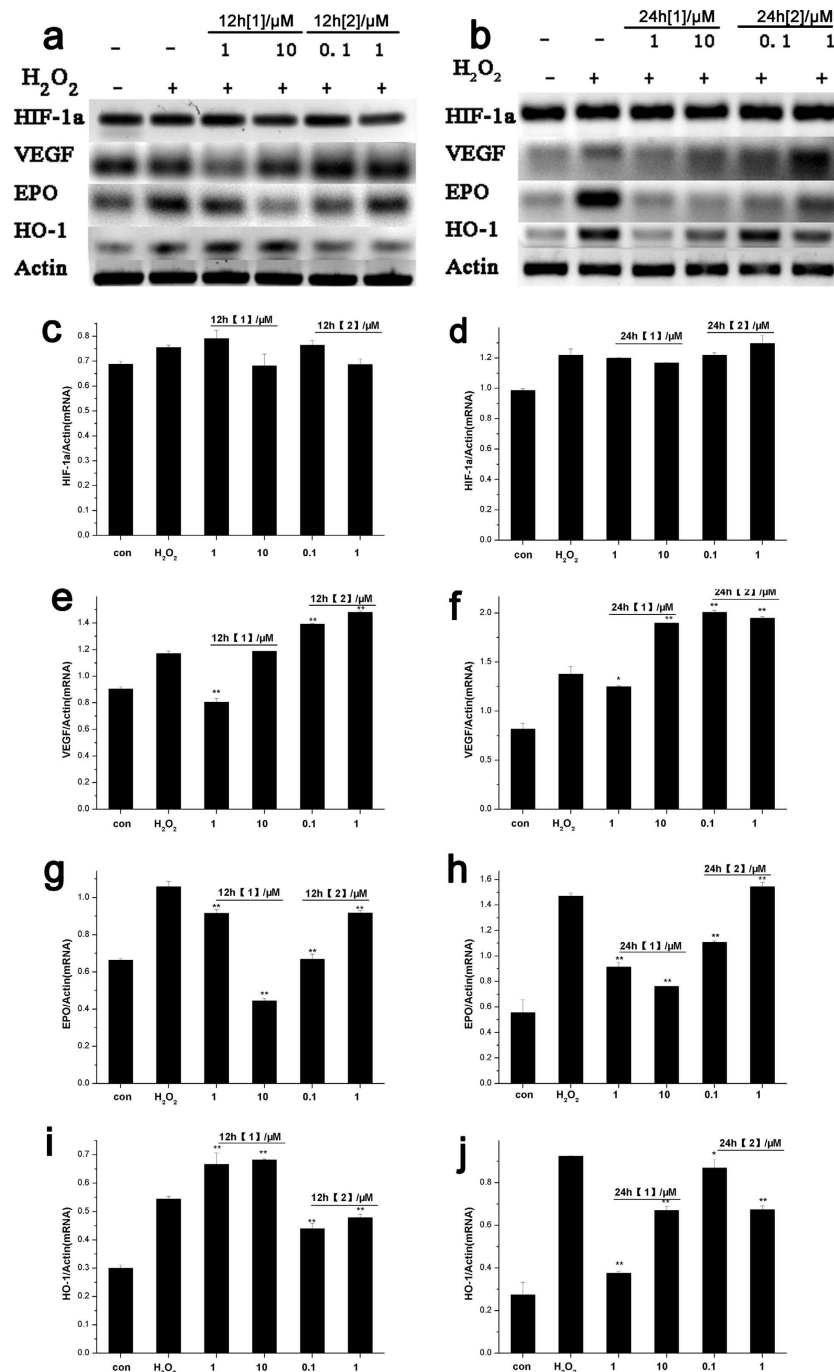 a
12h[1]/µM 12h[2]/µM
– – 1 10 0.1 1
H₂O₂ – + + + + +
HIF-1a
VEGF
EPO
HO-1
Actin
b
24h[1]/µM 24h[2]/µM
– – 1 10 0.1 1
H₂O₂ – + + + + +
HIF-1a
VEGF
EPO
HO-1
Actin
c
12h【1】/µM
12h【2】/µM
HIF-1a/Actin(mRNA)
0.8
0.7
0.6
0.5
0.4
0.3
0.2
0.1
0.0
con H₂O₂ 1 10 0.1 1
d
24h【1】/µM
24h【2】/µM
HIF-1a/Actin(mRNA)
1.2
1.0
0.8
0.6
0.4
0.2
0.0
con H₂O₂ 1 10 0.1 1
e
12h【1】/µM
12h【2】/µM
** ** **
VEGF/Actin(mRNA)
1.4
1.2
1.0
0.8
0.6
0.4
0.2
0.0
con H₂O₂ 1 10 0.1 1
f
24h【1】/µM
24h【2】/µM
* ** ** **
VEGF/Actin(mRNA)
2.0
1.5
1.0
0.5
0.0
con H₂O₂ 1 10 0.1 1
g
12h【1】/µM
12h【2】/µM
** ** ** **
EPO/Actin(mRNA)
1.0
0.8
0.6
0.4
0.2
0.0
con H₂O₂ 1 10 0.1 1
h
24h【1】/µM
24h【2】/µM
** ** ** **
EPO/Actin(mRNA)
1.6
1.4
1.2
1.0
0.8
0.6
0.4
0.2
0.0
con H₂O₂ 1 10 0.1 1
i
12h【1】/µM
12h【2】/µM
** ** ** **
HO-1/Actin(mRNA)
0.7
0.6
0.5
0.4
0.3
0.2
0.1
0.0
con H₂O₂ 1 10 0.1 1
j
24h【1】/µM
24h【2】/µM
** ** * **
HO-1/Actin(mRNA)
0.8
0.6
0.4
0.2
0.0
con H₂O₂ 1 10 0.1 1